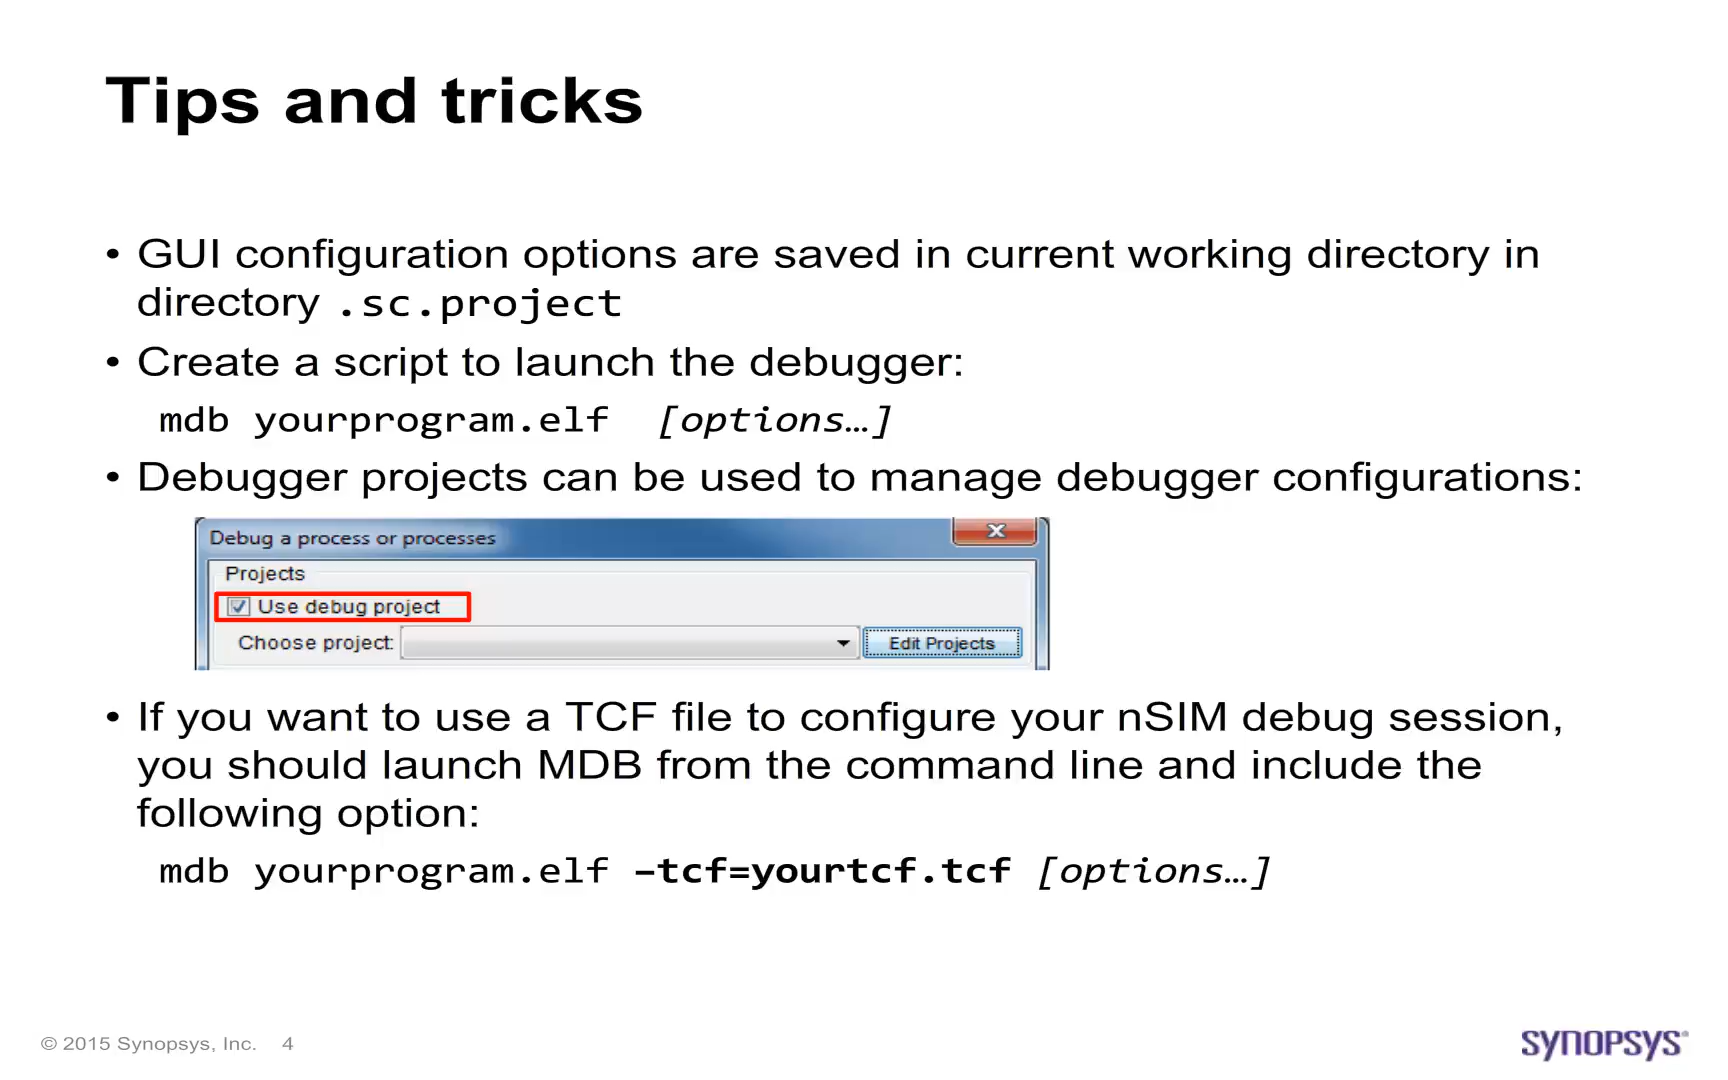 Tips and tricks
• GUI configuration options are saved in current working directory in
directory .sc.project
• Create a script to launch the debugger:
mdb yourprogram.elf [options…]
• Debugger projects can be used to manage debugger configurations:
Debug a process or processes
Projects
Use debug project
Choose project:
Edit Projects
• If you want to use a TCF file to configure your nSIM debug session,
you should launch MDB from the command line and include the
following option:
mdb yourprogram.elf –tcf=yourtcf.tcf [options…]
© 2015 Synopsys, Inc. 4
SYNOPSYS®